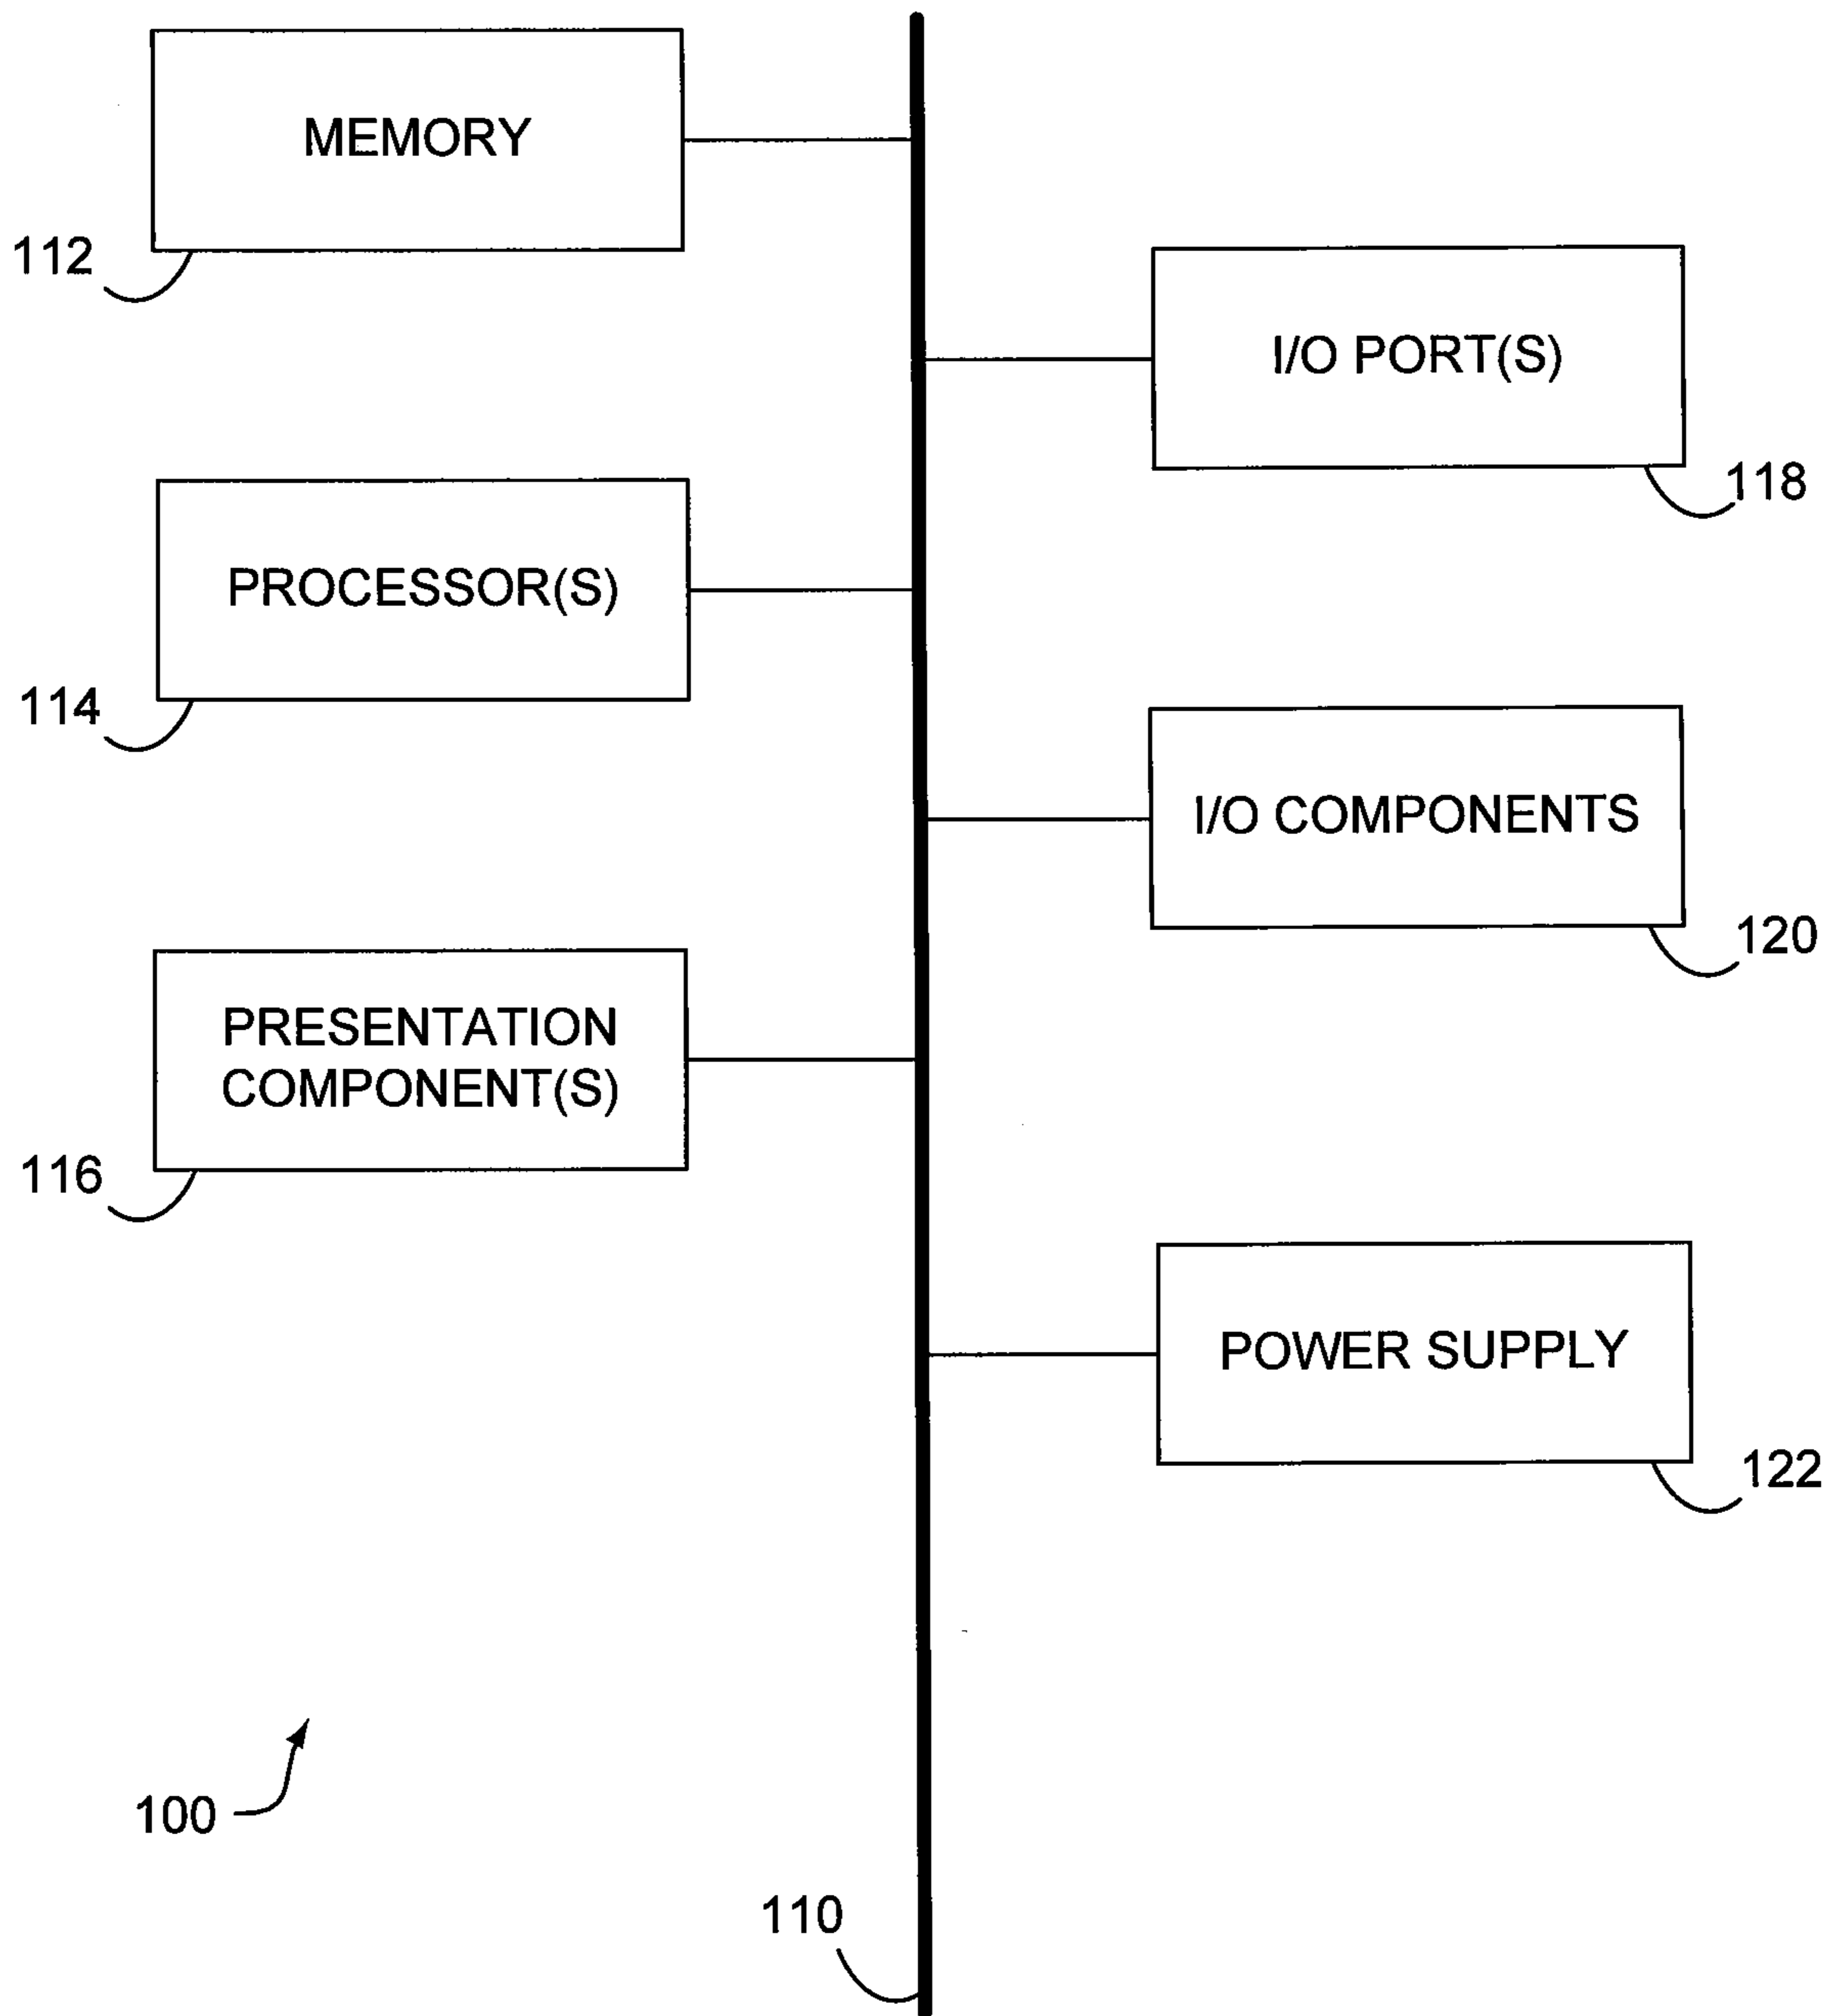 MEMORY
112
I/O PORT(S)
118
PROCESSOR(S)
114
I/O COMPONENTS
120
PRESENTATION
COMPONENT(S)
116
POWER SUPPLY
122
100
110